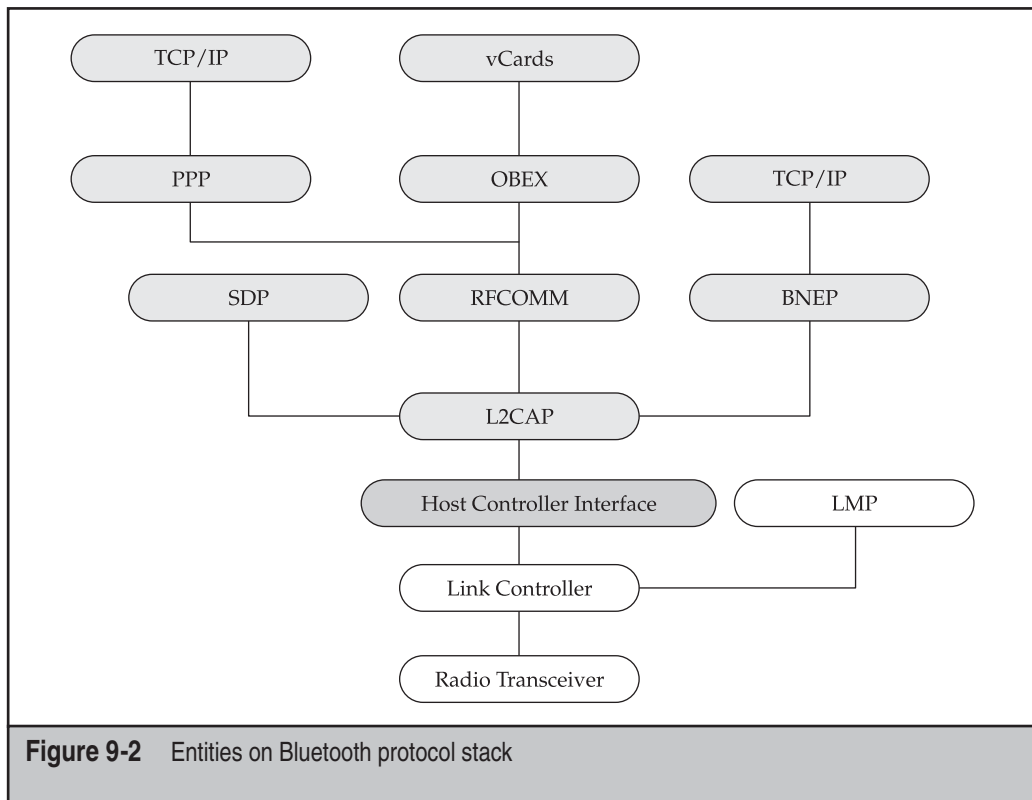 TCP/IP
vCards
PPP
OBEX
TCP/IP
SDP
RFCOMM
BNEP
L2CAP
Host Controller Interface
LMP
Link Controller
Radio Transceiver
Figure 9-2 Entities on Bluetooth protocol stack